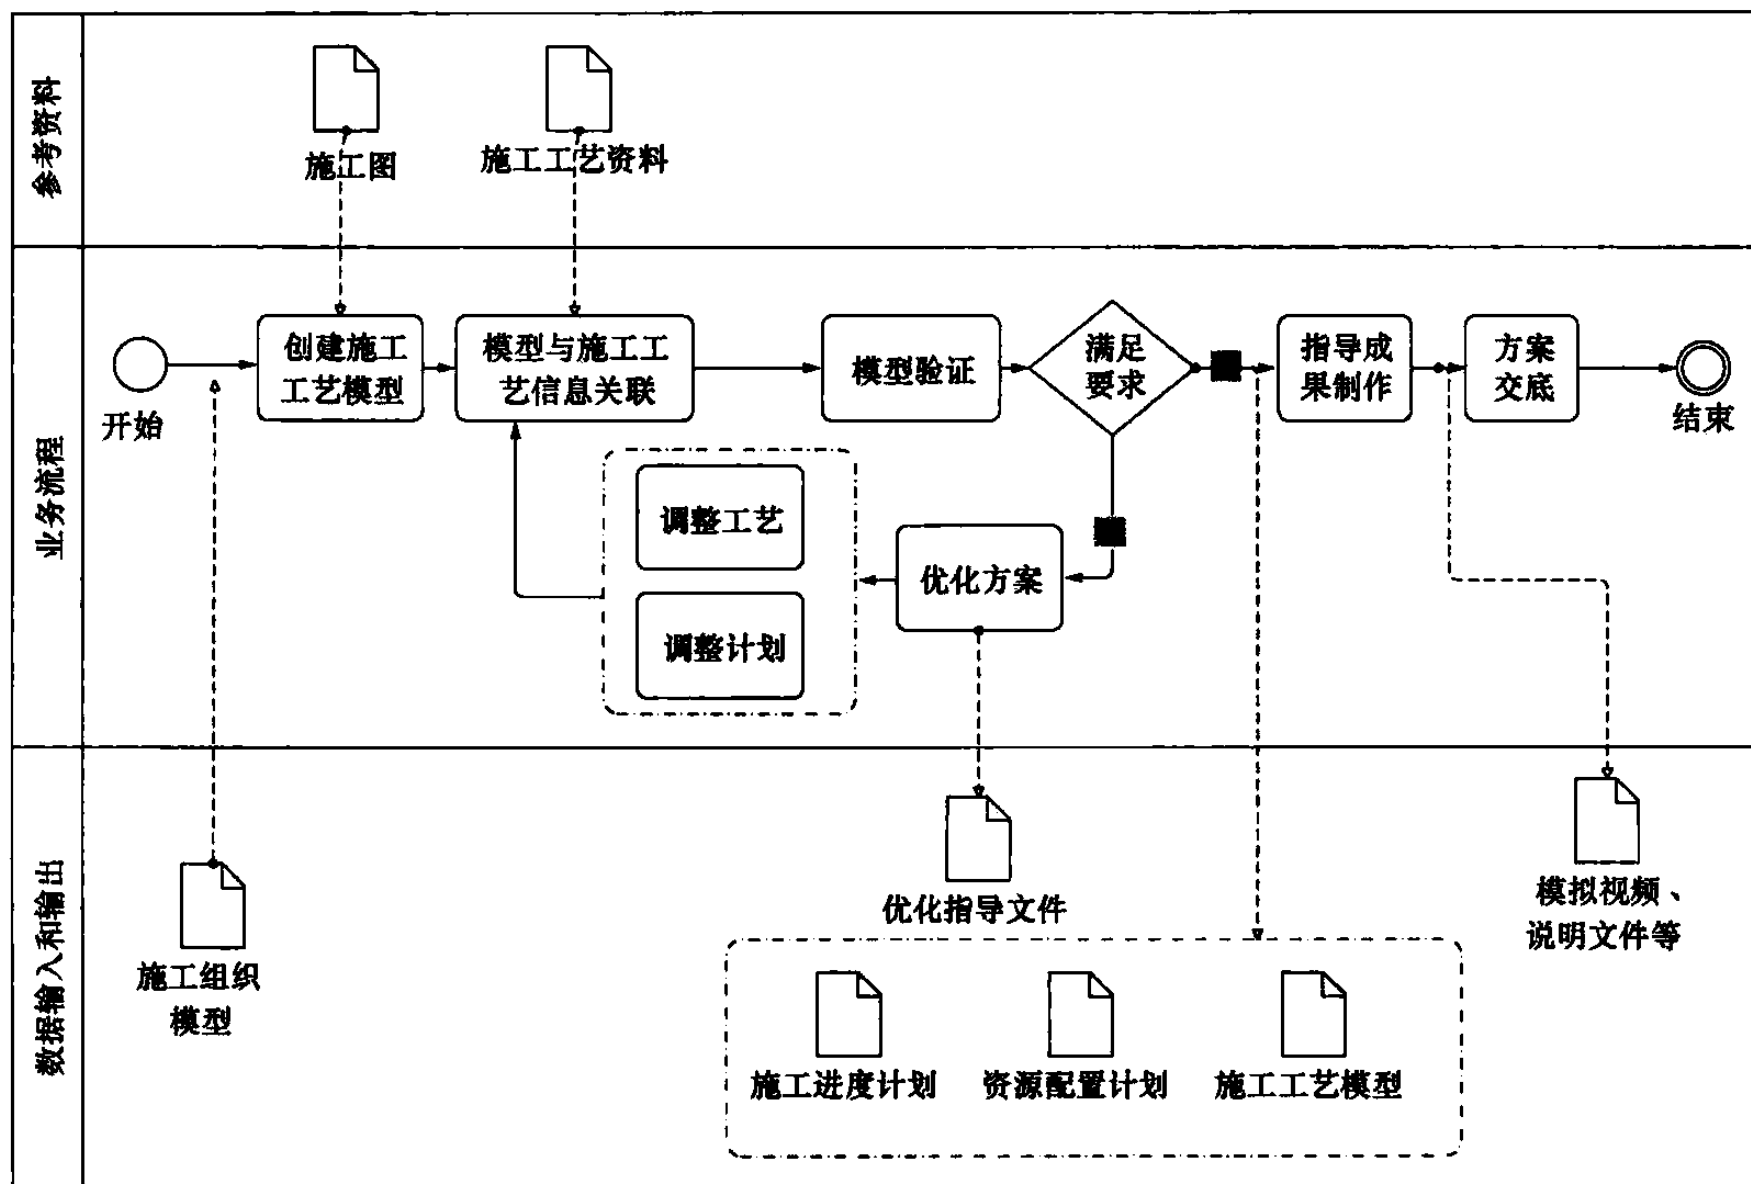 参考资料
施工图
施工工艺资料
业务流程
开始
创建施工
工艺模型
模型与施工工
艺信息关联
模型验证
满足
要求
指导成
果制作
方案
交底
结束
调整工艺
调整计划
优化方案
数据输入和输出
施工组织
模型
优化指导文件
模拟视频、
说明文件等
施工进度计划
资源配置计划
施工工艺模型